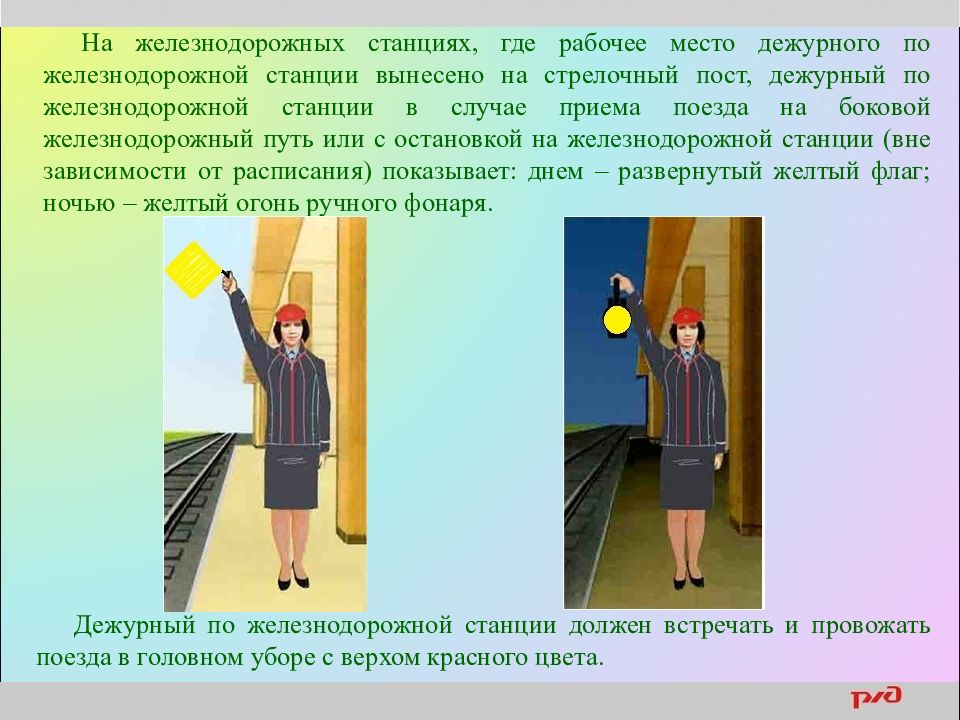 На железнодорожных станциях, где рабочее место дежурного по
железнодорожной станции вынесено на стрелочный пост, дежурный по
железнодорожной станции в случае приема поезда на боковой
железнодорожный путь или с остановкой на железнодорожной станции (вне
зависимости от расписания) показывает: днем – развернутый желтый флаг;
ночью – желтый огонь ручного фонаря.
Дежурный по железнодорожной станции должен встречать и провожать
поезда в головном уборе с верхом красного цвета.
ржд